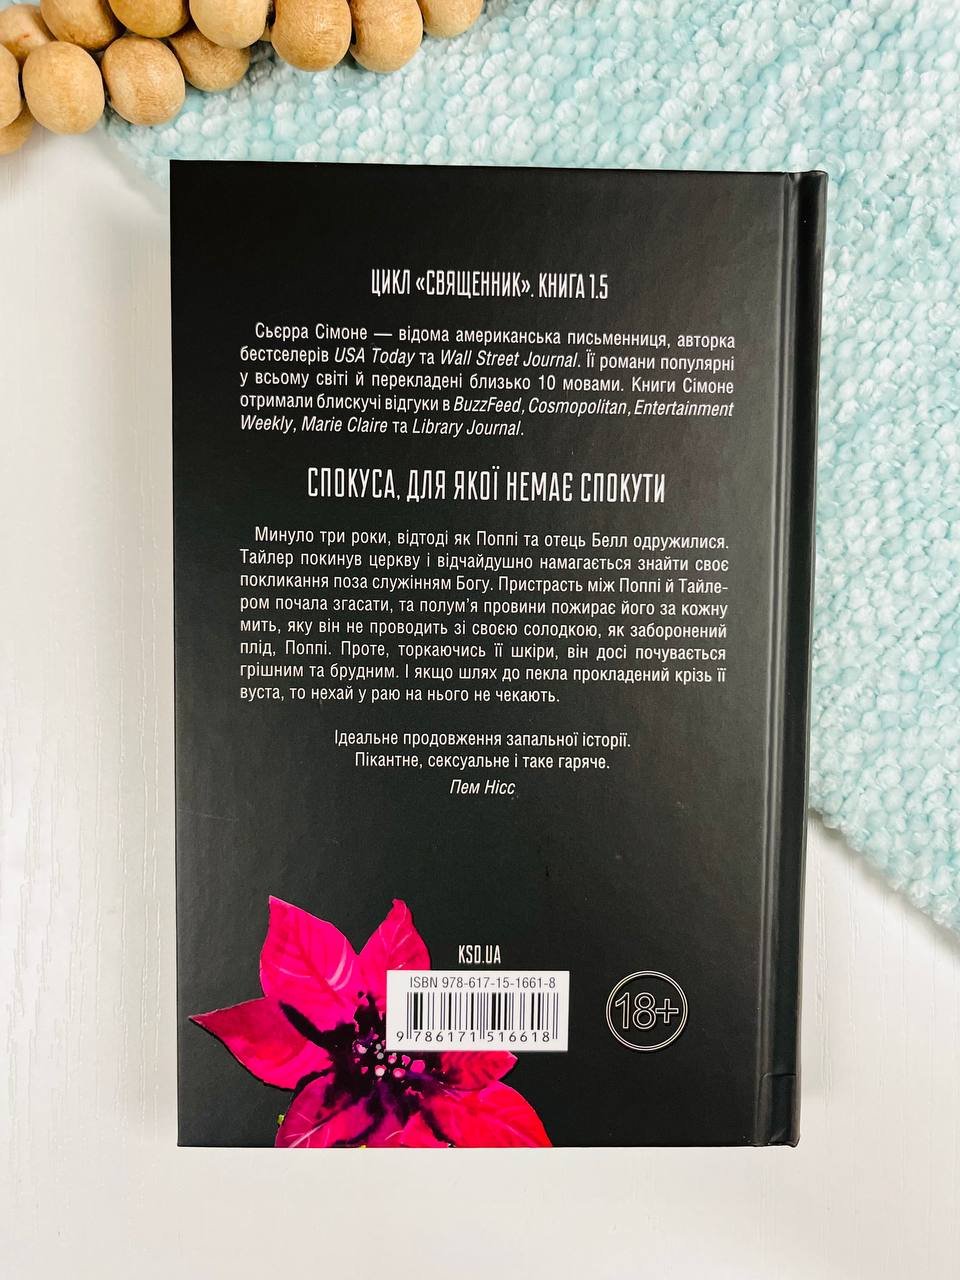 ЦИКЛ «СВЯЩЕННИК». КНИГА 1.5
Сьєрра Сімоне — відома американська письменниця, авторка
бестселерів USA Today та Wall Street Journal. Її романи популярні
у всьому світі й перекладені близько 10 мовами. Книги Сімоне
отримали блискучі відгуки в BuzzFeed, Cosmopolitan, Entertainment
Weekly, Marie Claire та Library Journal.
СПОКУСА, ДЛЯ ЯКОЇ НЕМАЄ СПОКУТИ
Минуло три роки, відтоді як Поппі та отець Белл одружилися.
Тайлер покинув церкву і відчайдушно намагається знайти своє
покликання поза служінням Богу. Пристрасть між Поппі й Тайле-
ром почала згасати, та полум’я провини пожирає його за кожну
мить, яку він не проводить зі своєю солодкою, як заборонений
плід, Поппі. Проте, торкаючись її шкіри, він досі почувається
грішним та брудним. І якщо шлях до пекла прокладений крізь її
вуста, то нехай у раю на нього не чекають.
Ідеальне продовження запальної історії.
Пікантне, сексуальне і таке гаряче.
Пем Нісс
KSD.UA
ISBN 978-617-15-1661-8
9 786171 516618
18+